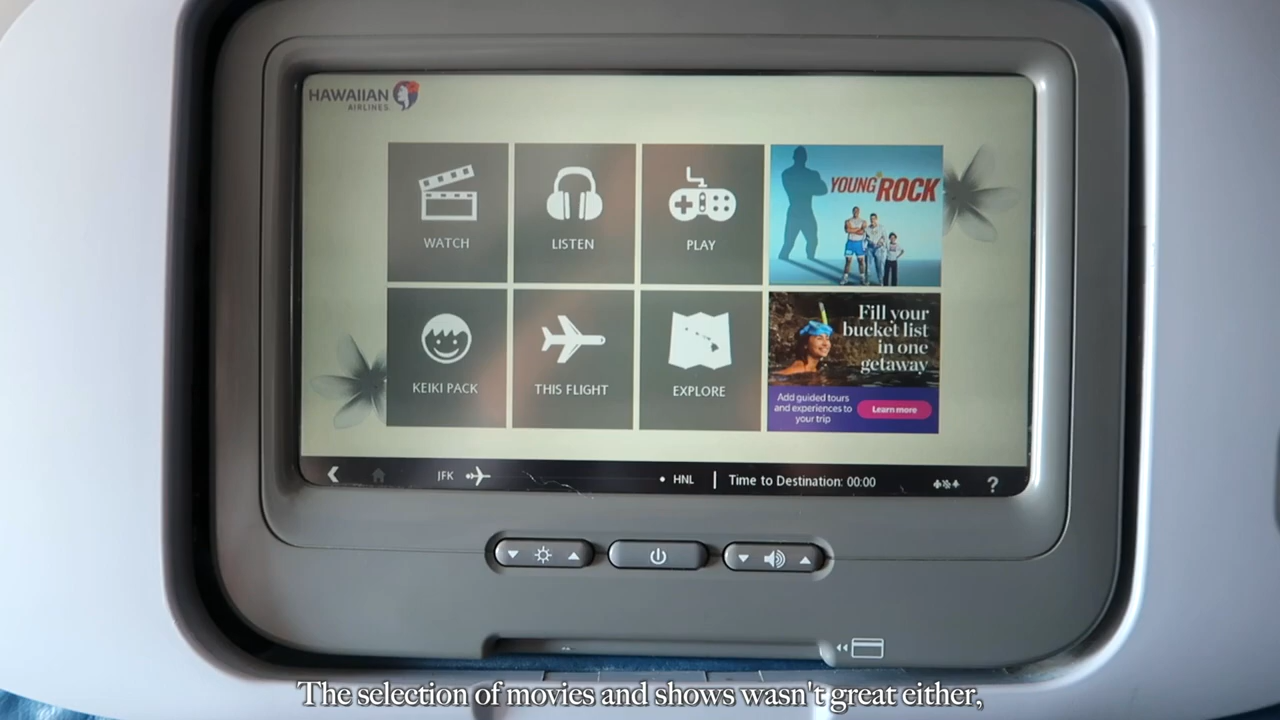 HAWAIIAN
AIRLINES
WATCH
LISTEN
PLAY
YOUNG ROCK
KEIKI PACK
THIS FLIGHT
EXPLORE
Fill your
bucket list
in one
getaway
Add guided tours
and experiences to
your trip
Learn more
JFK
HNL
Time to Destination: 00:00
?
The selection of movies and shows wasn't great either,